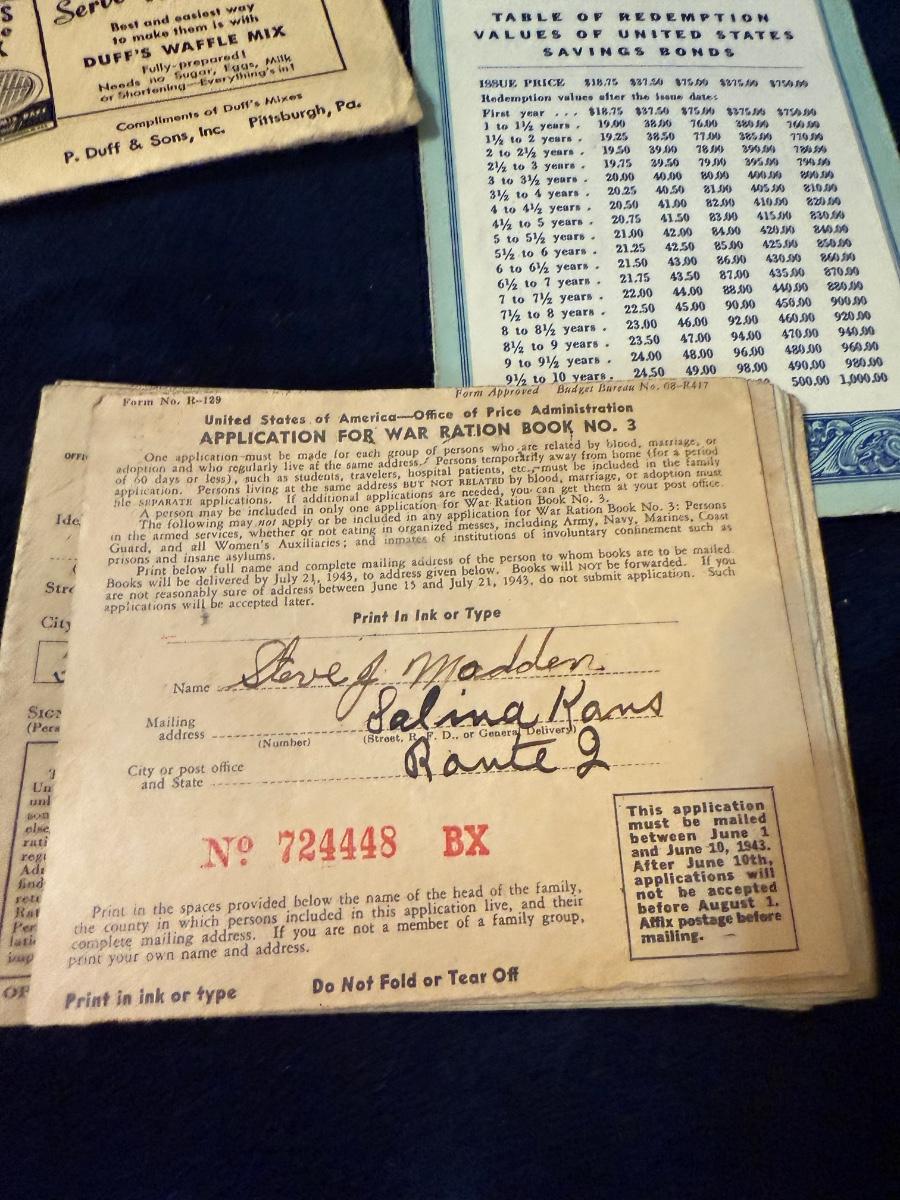 Serve
Best and easiest way
to make them is with
DUFF'S WAFFLE MIX
Fully-prepared!
Needs no Sugar, Eggs, Milk
or Shortening—Everything's in!
Compliments of Duff's Mixes
P. Duff & Sons, Inc. Pittsburgh, Pa.
TABLE OF REDEMPTION
VALUES OF UNITED STATES
SAVINGS BONDS
ISSUE PRICE $18.75 $37.50 $75.00 $375.00 $750.00
Redemption values after the issue date:
First year ... $18.75 $37.50 $75.00 $375.00 $750.00
1 to 1½ years . 19.00 38.00 76.00 380.00 760.00
1½ to 2 years . 19.25 38.50 77.00 385.00 770.00
2 to 2½ years . 19.50 39.00 78.00 390.00 780.00
2½ to 3 years . 19.75 39.50 79.00 395.00 790.00
3 to 3½ years . 20.00 40.00 80.00 400.00 800.00
3½ to 4 years . 20.25 40.50 81.00 405.00 810.00
4 to 4½ years . 20.50 41.00 82.00 410.00 820.00
4½ to 5 years . 20.75 41.50 83.00 415.00 830.00
5 to 5½ years . 21.00 42.00 84.00 420.00 840.00
5½ to 6 years . 21.25 42.50 85.00 425.00 850.00
6 to 6½ years . 21.50 43.00 86.00 430.00 860.00
6½ to 7 years . 21.75 43.50 87.00 435.00 870.00
7 to 7½ years . 22.00 44.00 88.00 440.00 880.00
7½ to 8 years . 22.50 45.00 90.00 450.00 900.00
8 to 8½ years . 23.00 46.00 92.00 460.00 920.00
8½ to 9 years . 23.50 47.00 94.00 470.00 940.00
9 to 9½ years . 24.00 48.00 96.00 480.00 960.00
9½ to 10 years . 24.50 49.00 98.00 490.00 980.00
500.00 1,000.00
Form No. R-129
Form Approved Budget Bureau No. 08-R417
United States of America—Office of Price Administration
APPLICATION FOR WAR RATION BOOK NO. 3
One application must be made for each group of persons who are related by blood, marriage, or
adoption and who regularly live at the same address. Persons temporarily away from home (for a period
of 60 days or less), such as students, travelers, hospital patients, etc., must be included in the family
application. Persons living at the same address BUT NOT RELATED by blood, marriage, or adoption must
file SEPARATE applications. If additional applications are needed, you can get them at your post office.
A person may be included in only one application for War Ration Book No. 3.
The following may not apply or be included in any application for War Ration Book No. 3: Persons
in the armed services, whether or not eating in organized messes, including Army, Navy, Marines, Coast
Guard, and all Women's Auxiliaries; and inmates of institutions of involuntary confinement such as
prisons and insane asylums.
Print below full name and complete mailing address of the person to whom books are to be mailed.
Books will be delivered by July 21, 1943, to address given below. Books will NOT be forwarded. If you
are not reasonably sure of address between June 15 and July 21, 1943, do not submit application. Such
applications will be accepted later.
Print In Ink or Type
Name Steve J. Madden
Mailing address Salina Kans
(Number) (Street, R. F. D., or General Delivery)
City or post office and State Route 2
No 724448 BX
This application
must be mailed
between June 1
and June 10, 1943.
After June 10th,
applications will
not be accepted
before August 1.
Affix postage before
mailing.
Print in the spaces provided below the name of the head of the family,
the county in which persons included in this application live, and their
complete mailing address. If you are not a member of a family group,
print your own name and address.
Print in ink or type
Do Not Fold or Tear Off